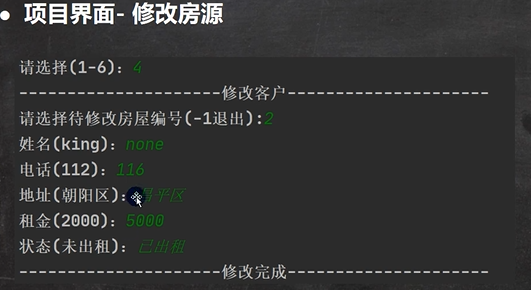 ● 项目界面- 修改房源
请选择(1-6): 4
---------------------修改客户---------------------
请选择待修改房屋编号(-1退出):2
姓名(king): none
电话(112): 116
地址(朝阳区): 昌平区
租金(2000): 5000
状态(未出租): 已出租
---------------------修改完成---------------------